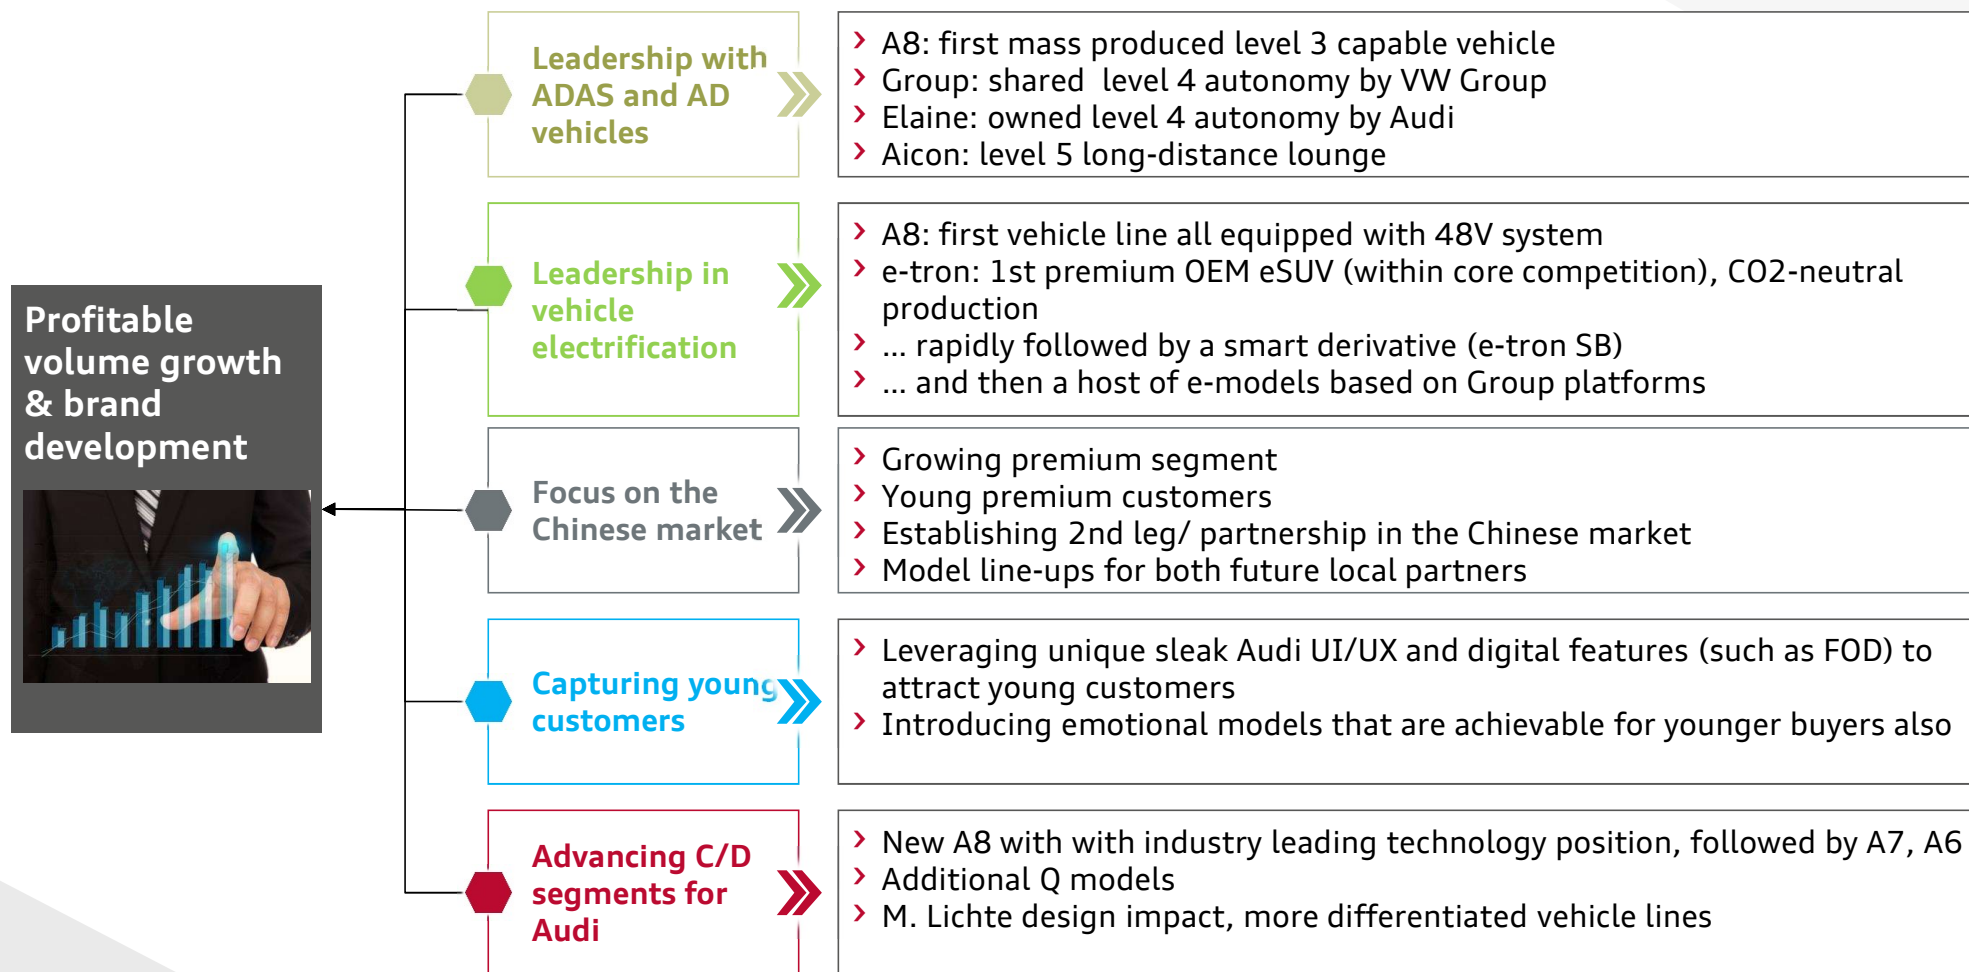 Profitable
volume growth
& brand
development
Leadership with
ADAS and AD
vehicles
A8: first mass produced level 3 capable vehicle
Group: shared  level 4 autonomy by VW Group
Elaine: owned level 4 autonomy by Audi
Aicon: level 5 long-distance lounge
Leadership in
vehicle
electrification
A8: first vehicle line all equipped with 48V system
e-tron: 1st premium OEM eSUV (within core competition), CO2-neutral
production
... rapidly followed by a smart derivative (e-tron SB)
... and then a host of e-models based on Group platforms
Focus on the
Chinese market
Growing premium segment
Young premium customers
Establishing 2nd leg/ partnership in the Chinese market
Model line-ups for both future local partners
Capturing young
customers
Leveraging unique sleak Audi UI/UX and digital features (such as FOD) to
attract young customers
Introducing emotional models that are achievable for younger buyers also
Advancing C/D
segments for
Audi
New A8 with with industry leading technology position, followed by A7, A6
Additional Q models
M. Lichte design impact, more differentiated vehicle lines